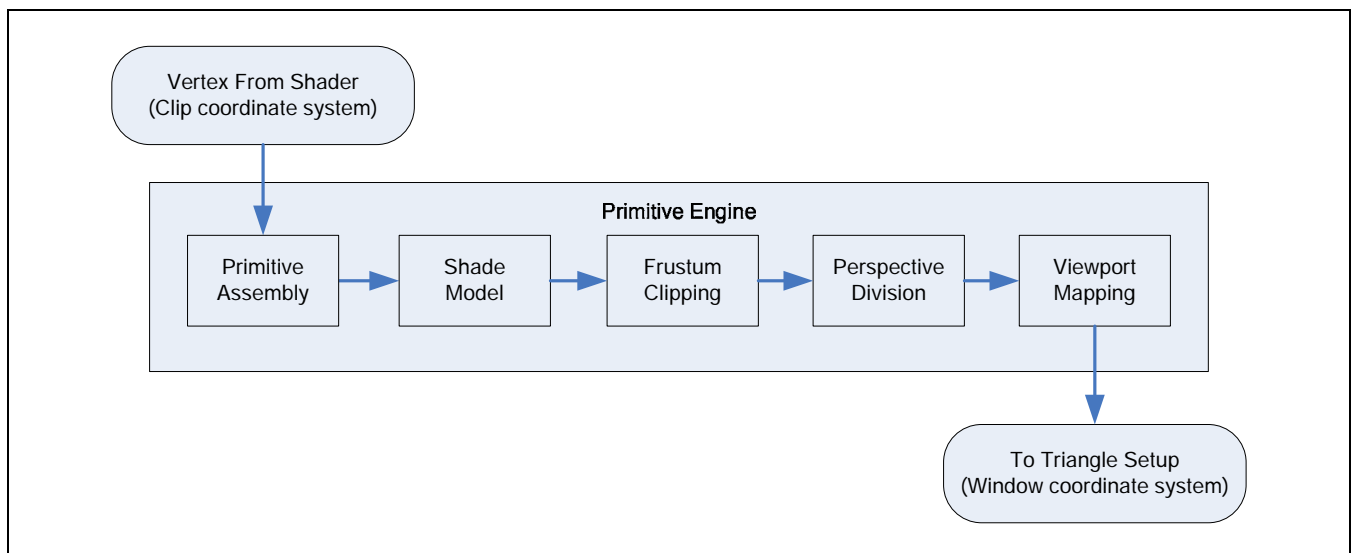 Vertex From Shader
(Clip coordinate system)
Primitive Engine
Primitive
Assembly
Shade
Model
Frustum
Clipping
Perspective
Division
Viewport
Mapping
To Triangle Setup
(Window coordinate system)